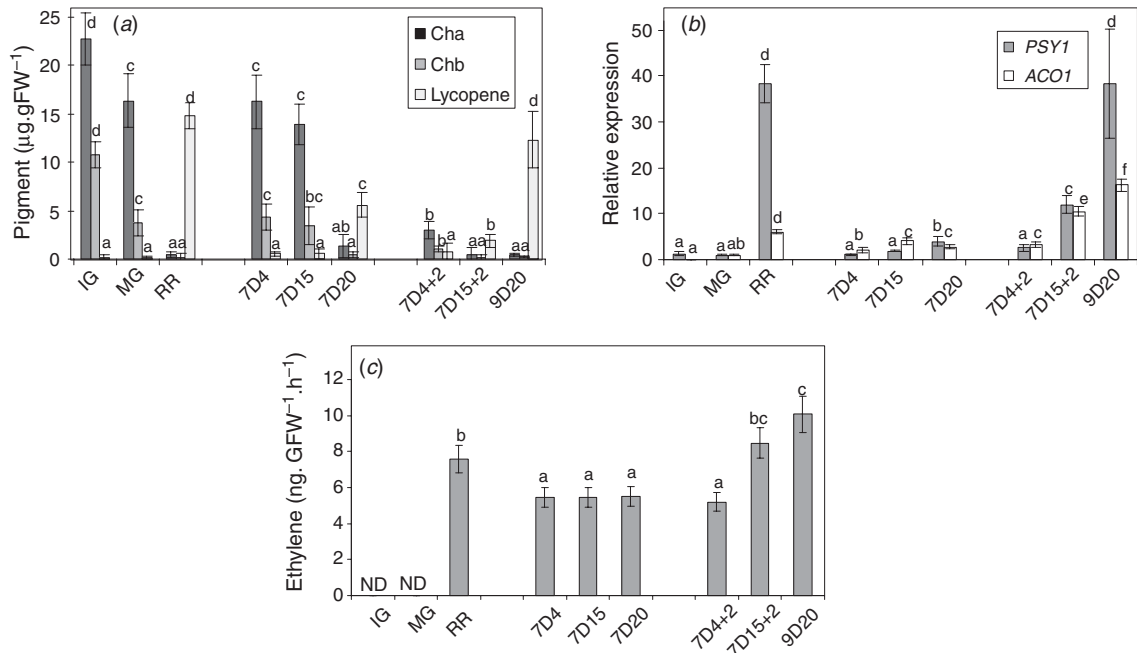 (a)
Cha
Chb
Lycopene
Pigment (μg.gFW⁻¹)
25
20
15
10
5
0
d d a
c c a
a a d
c c a
c bc a
ab a c
b b a
a a b
a a d
IG MG RR 7D4 7D15 7D20 7D4+2 7D15+2 9D20
(b)
PSY1
ACO1
Relative expression
50
40
30
20
10
0
a a
a ab
d d
a b
a c
b c
a c
c e
d f
IG MG RR 7D4 7D15 7D20 7D4+2 7D15+2 9D20
(c)
Ethylene (ng. GFW⁻¹.h⁻¹)
12
10
8
6
4
2
0
ND ND b a a a a bc c
IG MG RR 7D4 7D15 7D20 7D4+2 7D15+2 9D20